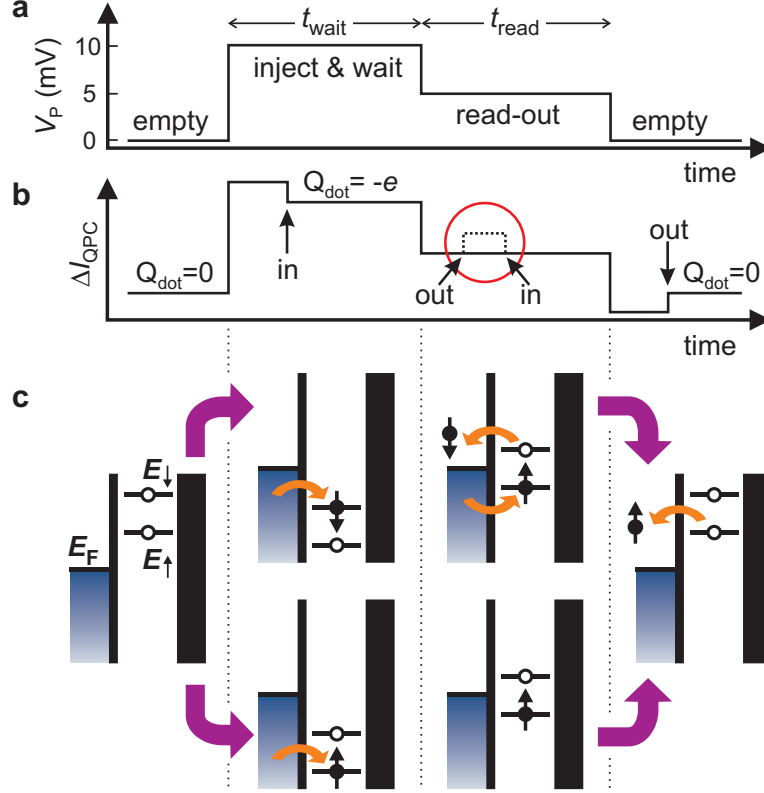 a
t_wait
t_read
V_P (mV)
10
5
0
empty
inject & wait
read-out
empty
time
b
ΔI_QPC
Q_dot=0
Q_dot= -e
in
out
in
out
Q_dot=0
time
c
E↓
E_F
E↑